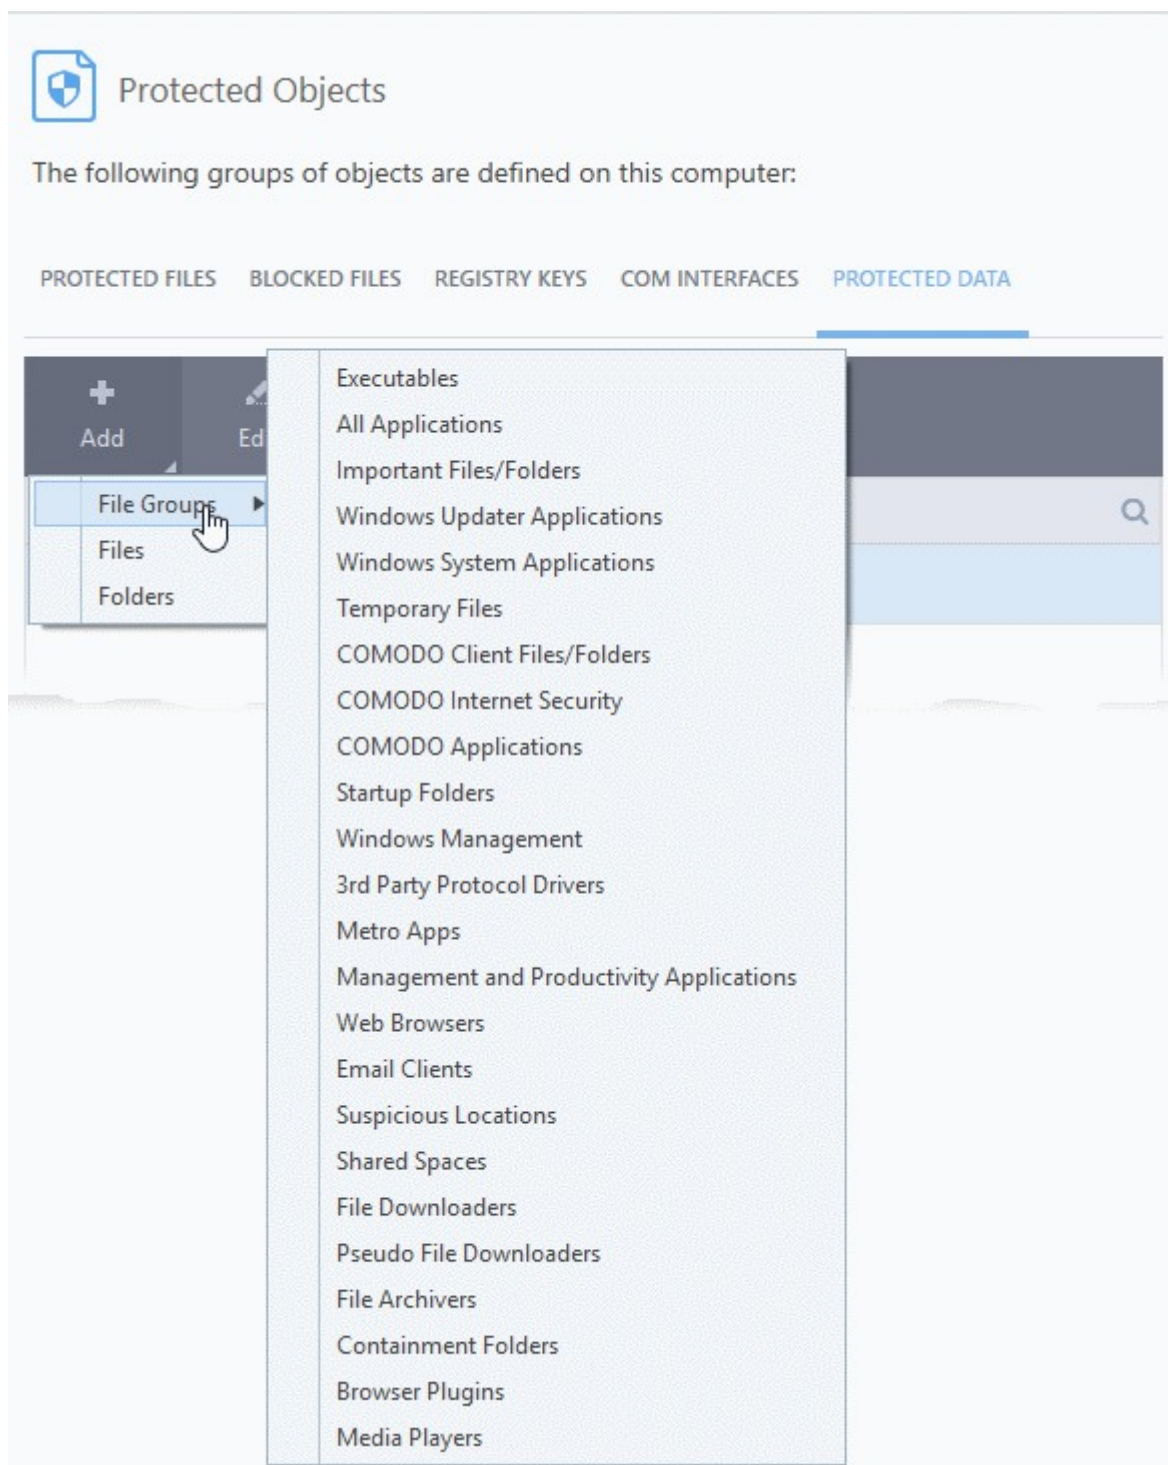 Protected Objects
The following groups of objects are defined on this computer:
PROTECTED FILES BLOCKED FILES REGISTRY KEYS COM INTERFACES PROTECTED DATA
Add Ed
File Groups
Files
Folders
Executables
All Applications
Important Files/Folders
Windows Updater Applications
Windows System Applications
Temporary Files
COMODO Client Files/Folders
COMODO Internet Security
COMODO Applications
Startup Folders
Windows Management
3rd Party Protocol Drivers
Metro Apps
Management and Productivity Applications
Web Browsers
Email Clients
Suspicious Locations
Shared Spaces
File Downloaders
Pseudo File Downloaders
File Archivers
Containment Folders
Browser Plugins
Media Players